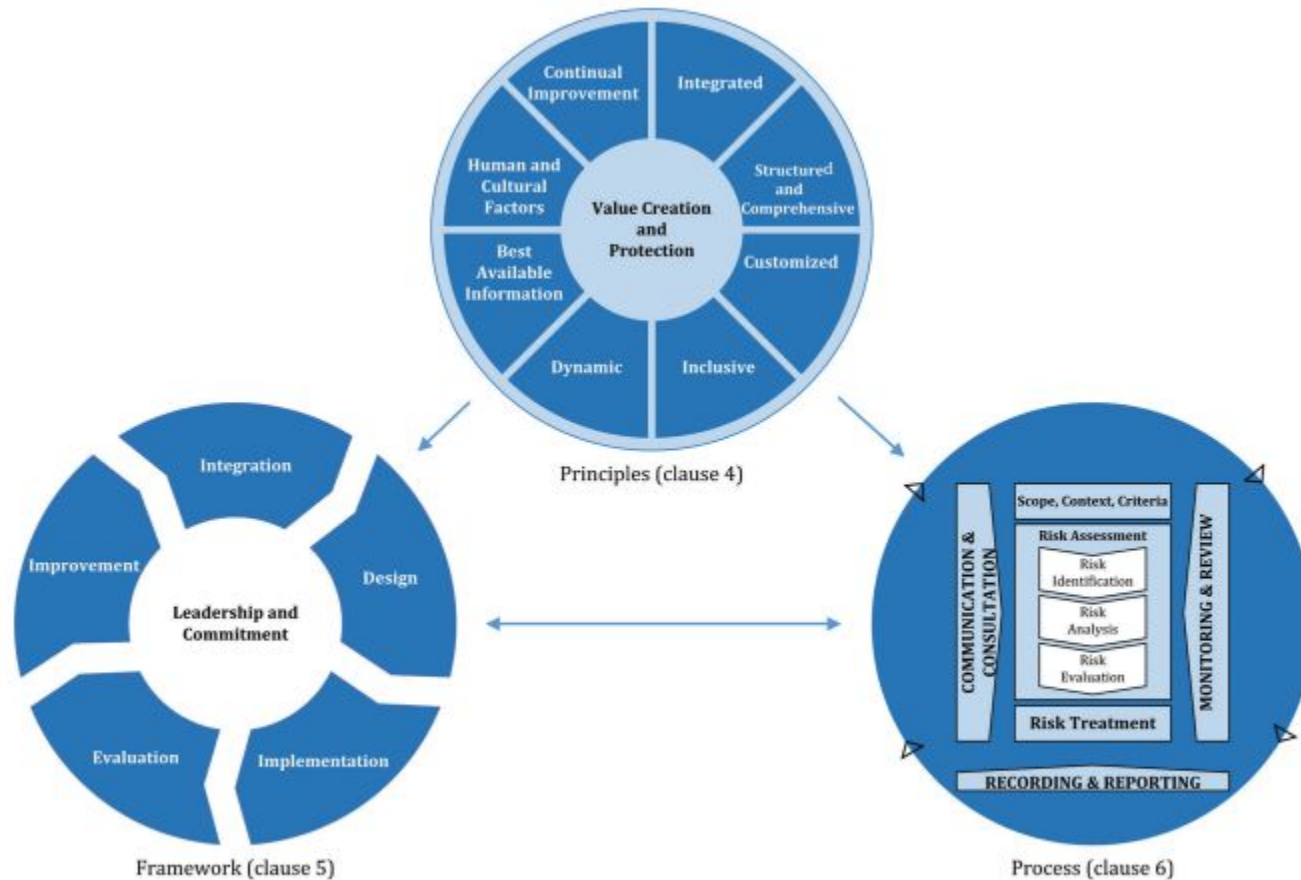 Continual
Improvement
Integrated
Structured
and
Comprehensive
Customized
Inclusive
Dynamic
Best
Available
Information
Human and
Cultural
Factors
Value Creation
and
Protection
Principles (clause 4)
Integration
Design
Implementation
Evaluation
Improvement
Leadership and
Commitment
Framework (clause 5)
Scope, Context, Criteria
Risk Assessment
Risk
Identification
Risk
Analysis
Risk
Evaluation
Risk Treatment
COMMUNICATION &
CONSULTATION
MONITORING & REVIEW
RECORDING & REPORTING
Process (clause 6)